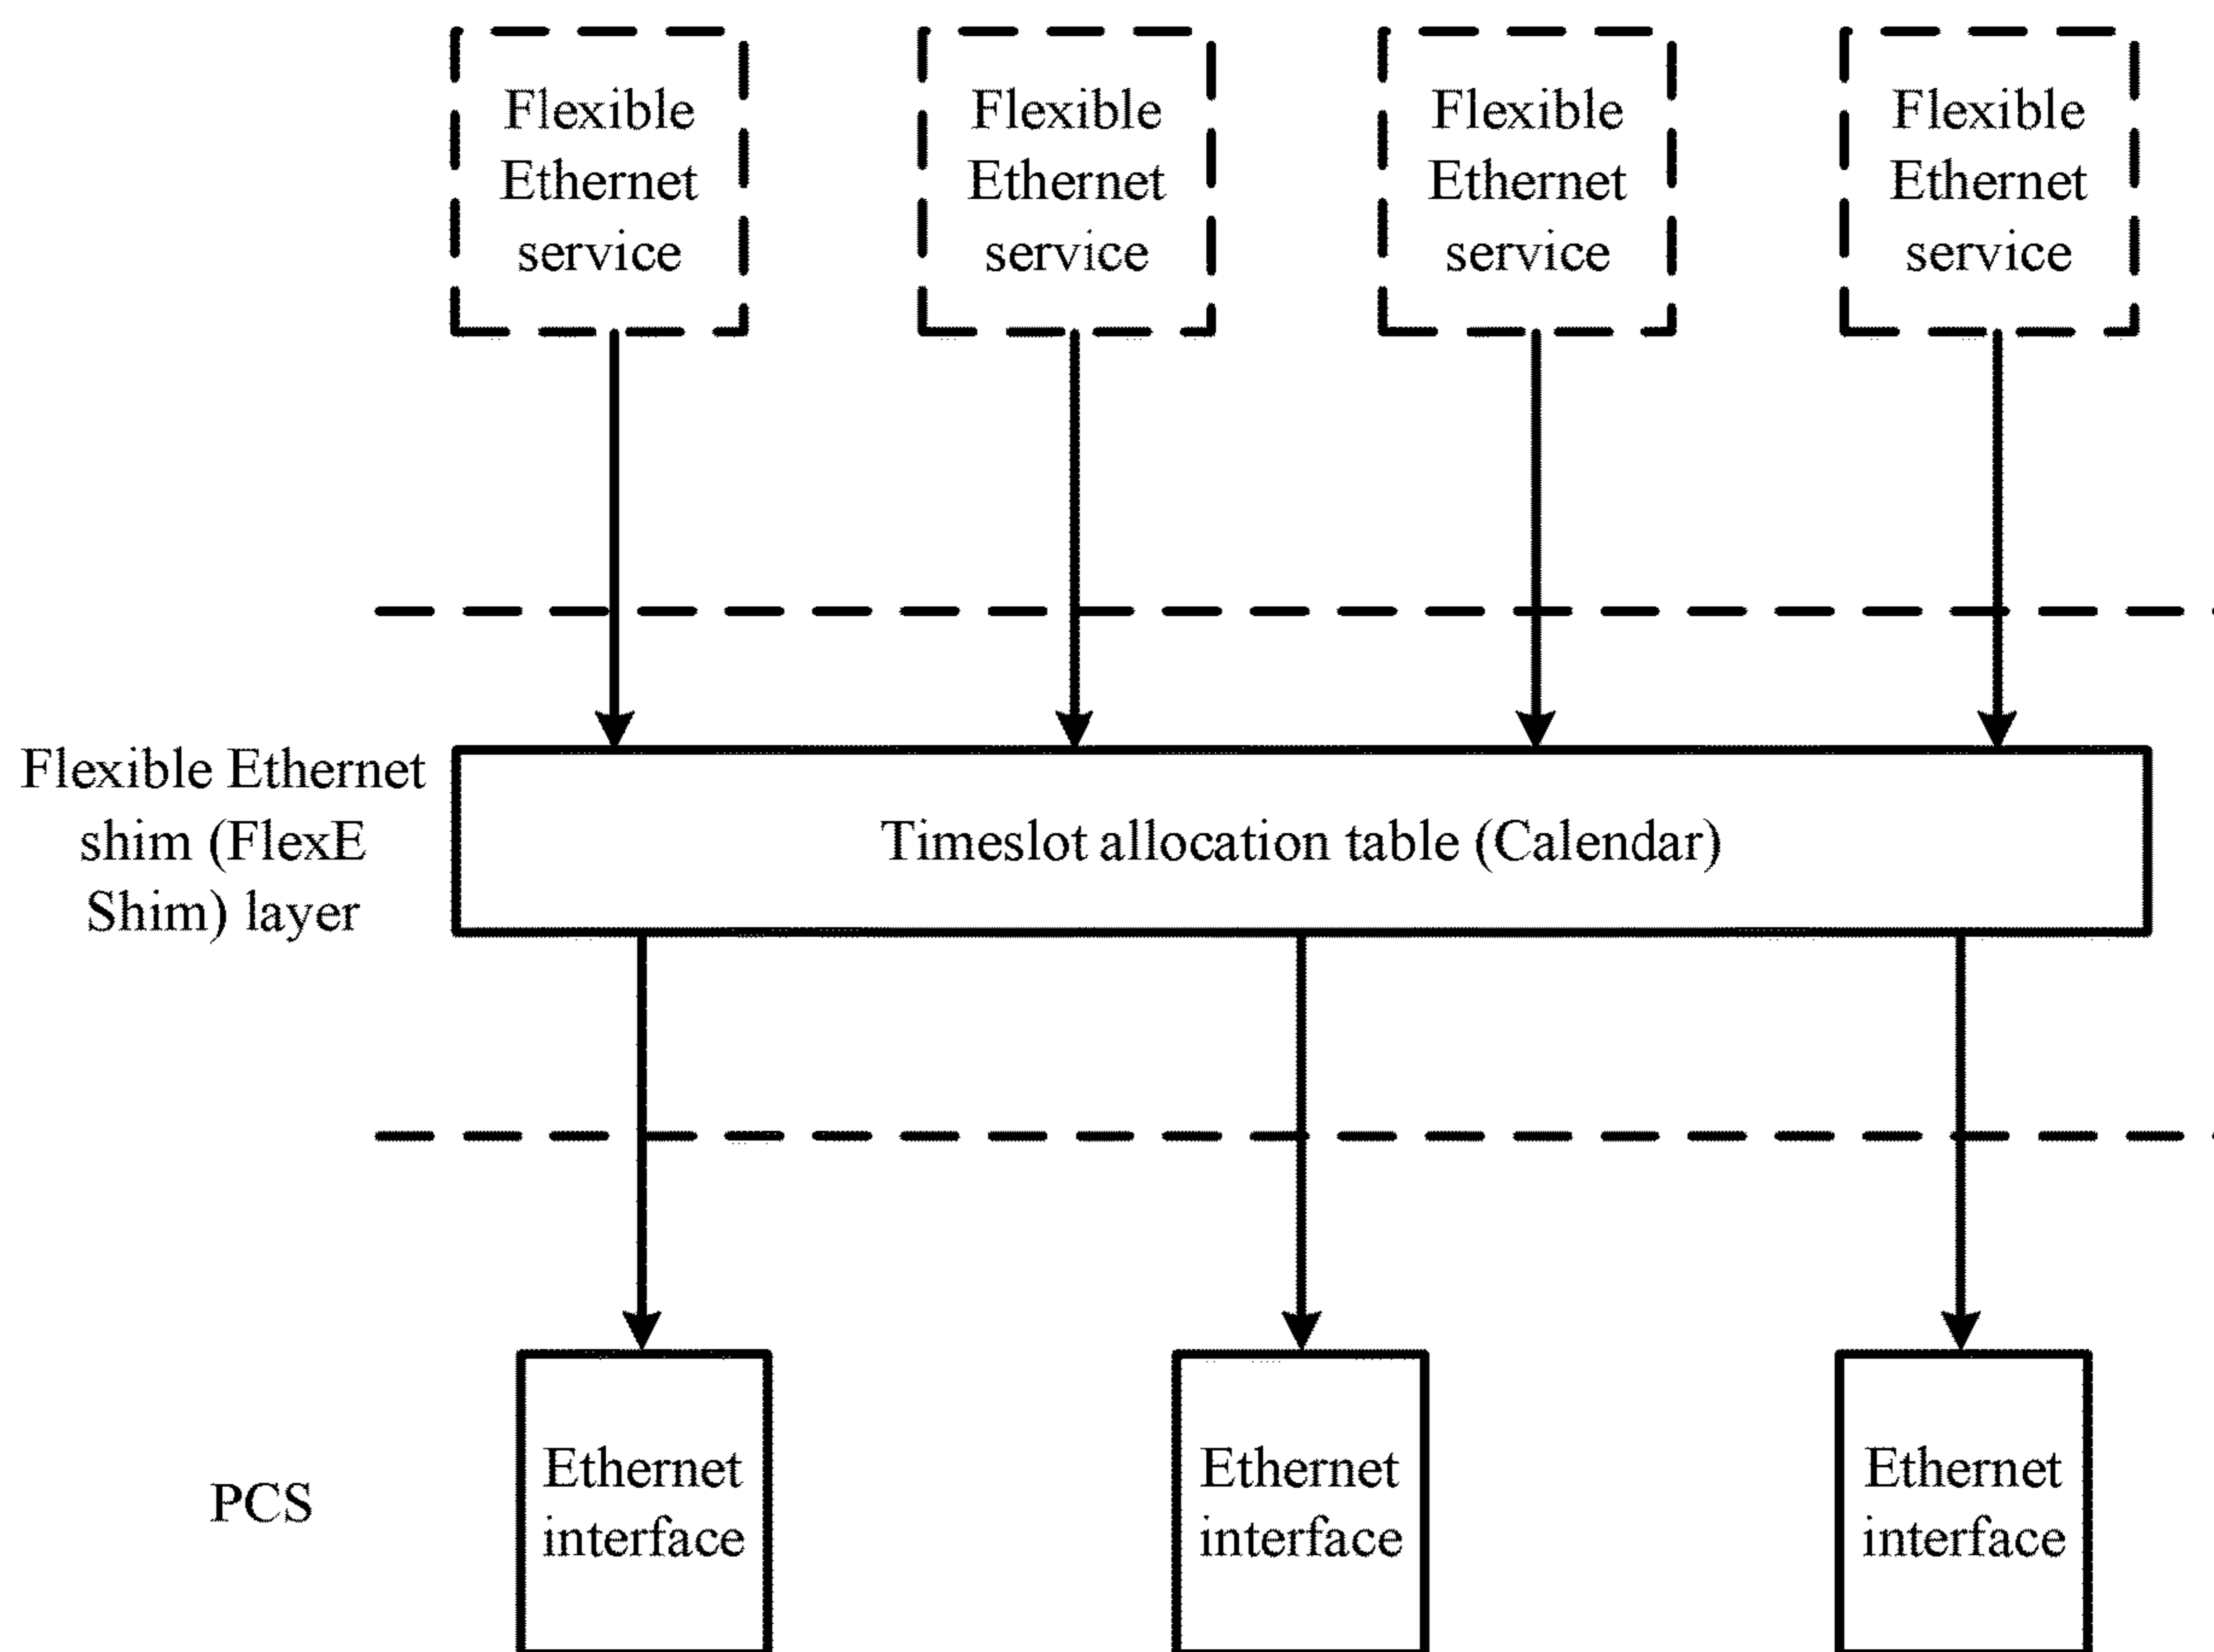 Flexible
Ethernet
service
Flexible
Ethernet
service
Flexible
Ethernet
service
Flexible
Ethernet
service
Flexible Ethernet
shim (FlexE
Shim) layer
Timeslot allocation table (Calendar)
PCS
Ethernet
interface
Ethernet
interface
Ethernet
interface